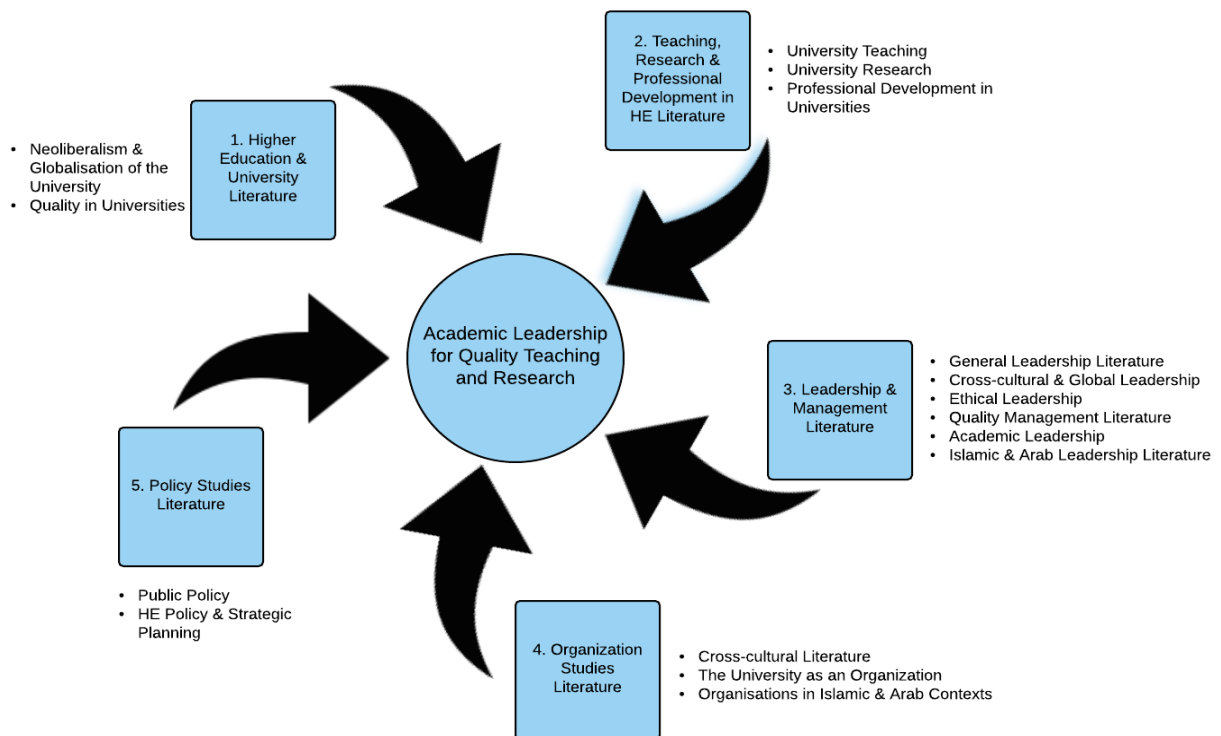 1. Higher
Education &
University
Literature
• Neoliberalism &
Globalisation of the
University
• Quality in Universities
2. Teaching,
Research &
Professional
Development in
HE Literature
• University Teaching
• University Research
• Professional Development in
Universities
Academic Leadership
for Quality Teaching
and Research
3. Leadership &
Management
Literature
• General Leadership Literature
• Cross-cultural & Global Leadership
• Ethical Leadership
• Quality Management Literature
• Academic Leadership
• Islamic & Arab Leadership Literature
4. Organization
Studies
Literature
• Cross-cultural Literature
• The University as an Organization
• Organisations in Islamic & Arab Contexts
5. Policy Studies
Literature
• Public Policy
• HE Policy & Strategic
Planning